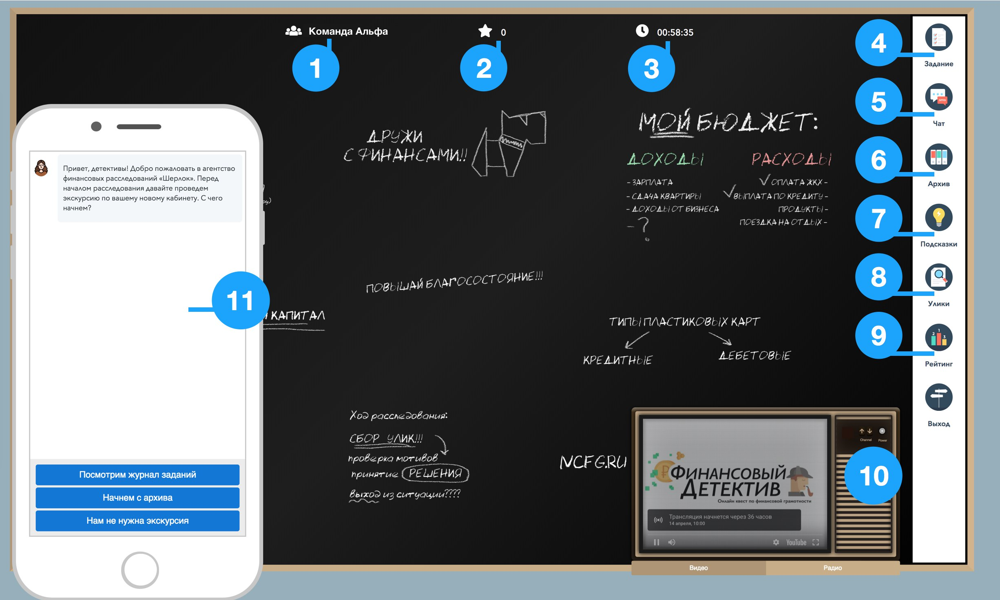 Команда Альфа
0
00:58:35
1
2
3
4
Задание
5
sms
Чат
6
Архив
7
Подсказки
8
Улики
9
2 1 3
Рейтинг
Выход
Привет, детективы! Добро пожаловать в агентство
финансовых расследований «Шерлок». Перед
началом расследования давайте проведем
экскурсию по вашему новому кабинету. С чего
начнем?
11
Посмотрим журнал заданий
Начнем с архива
Нам не нужна экскурсия
ДРУЖИ
С ФИНАНСАМИ!!
МОЙ БЮДЖЕТ:
ДОХОДЫ
- ЗАРПЛАТА
- СДАЧА КВАРТИРЫ
- ДОХОДЫ ОТ БИЗНЕСА
- ?
РАСХОДЫ
ОПЛАТА ЖКХ -
ВЫПЛАТА ПО КРЕДИТУ -
ПРОДУКТЫ -
ПОЕЗДКА НА ОТДЫХ -
ПОВЫШАЙ БЛАГОСОСТОЯНИЕ!!!
КАПИТАЛ
ТИПЫ ПЛАСТИКОВЫХ КАРТ
КРЕДИТНЫЕ
ДЕБЕТОВЫЕ
Ход расследования:
СБОР УЛИК!!!
проверка мотивов
принятие РЕШЕНИЯ
выход из ситуации????
NCFG.RU
Channel
Power
10
ФИНАНСОВЫЙ
ДЕТЕКТИВ
Онлайн квест по финансовой грамотности
Трансляция начнется через 36 часов
14 апреля, 10:00
YouTube
Видео
Радио